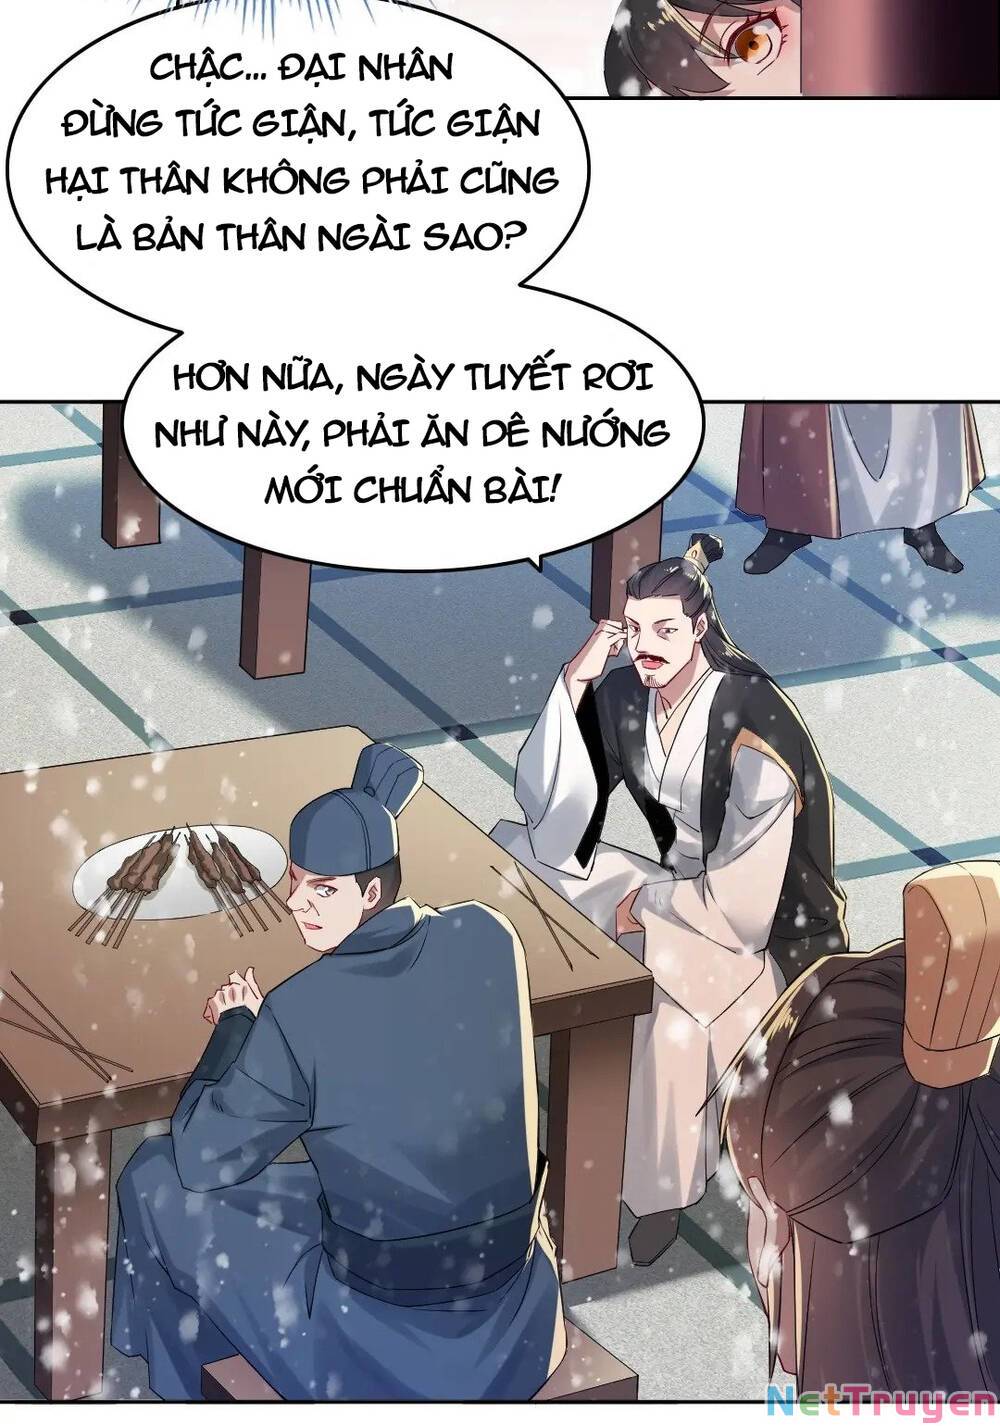 CHẬC... ĐẠI NHÂN
ĐỪNG TỨC GIẬN, TỨC GIẬN
HẠI THÂN KHÔNG PHẢI CŨNG
LÀ BẢN THÂN NGÀI SAO?
HƠN NỮA, NGÀY TUYẾT RƠI
NHƯ NÀY, PHẢI ĂN DÊ NƯỚNG
MỚI CHUẨN BÀI!
NetTruyen